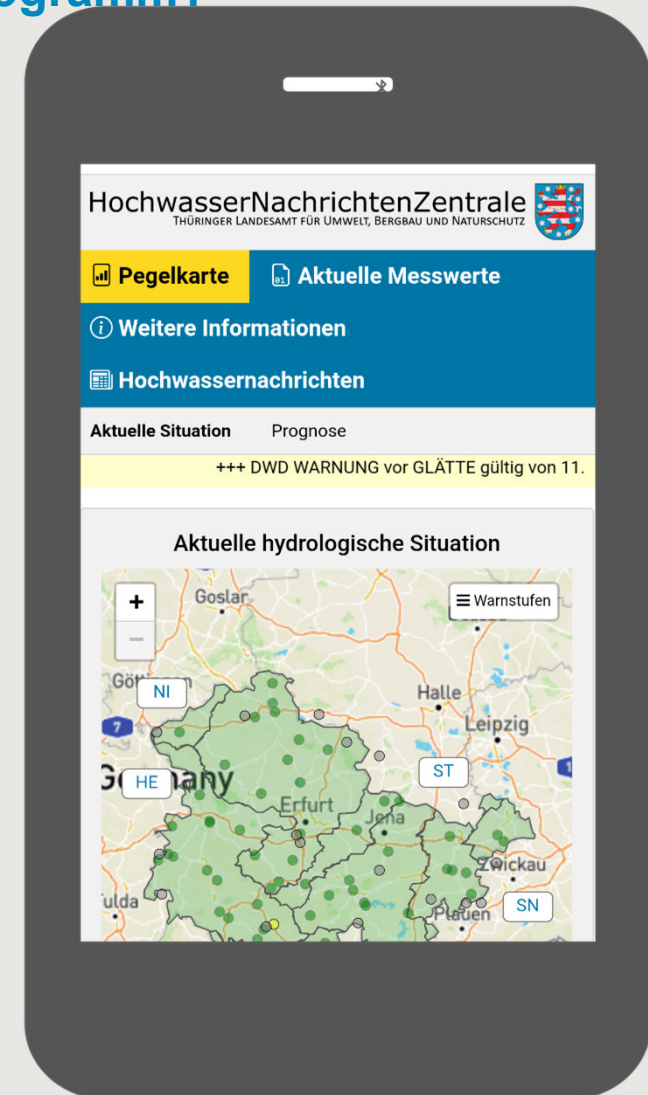 HochwasserNachrichtenZentrale
THÜRINGER LANDESAMT FÜR UMWELT, BERGBAU UND NATURSCHUTZ
Pegelkarte
Aktuelle Messwerte
Weitere Informationen
Hochwassernachrichten
Aktuelle Situation
Prognose
+++ DWD WARNUNG vor GLÄTTE gültig von 11.
Aktuelle hydrologische Situation
+
Goslar
Warnstufen
−
NI
Halle
7
Leipzig
HE
ST
Erfurt
Jena
Zwickau
SN
Plauen